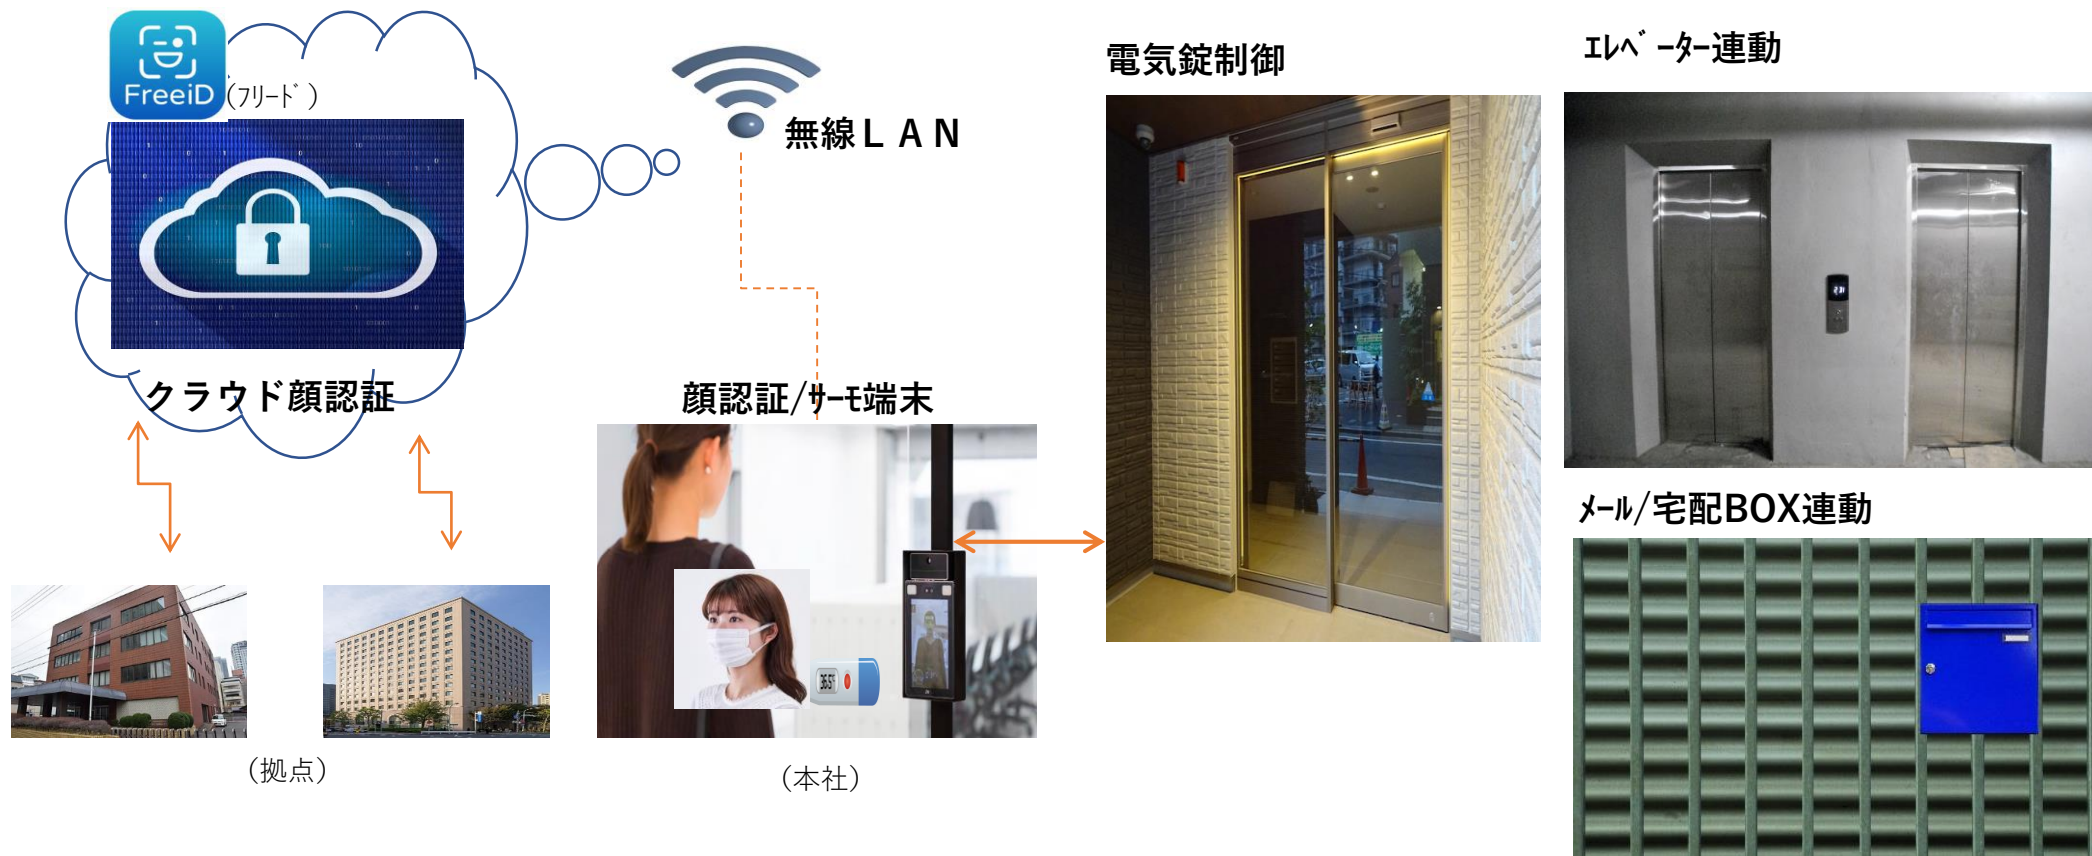 FreeiD
(ﾌﾘｰﾄﾞ)
クラウド顔認証
無線ＬＡＮ
顔認証/ｻｰﾓ端末
36.5℃
(拠点)
(本社)
電気錠制御
ｴﾚﾍﾞｰﾀｰ連動
ﾒｰﾙ/宅配BOX連動